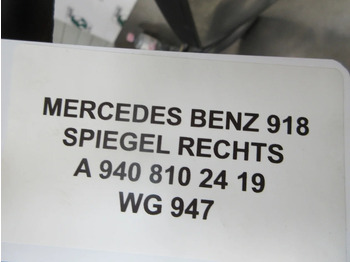 MERCEDES BENZ 918
SPIEGEL RECHTS
A 940 810 24 19
WG 947